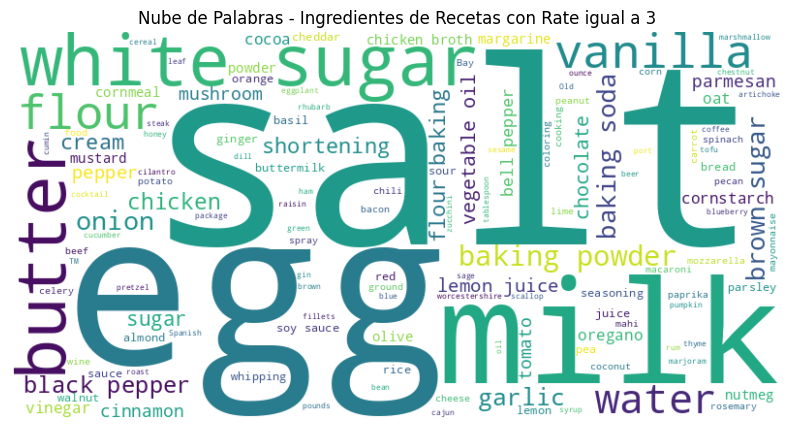 Nube de Palabras - Ingredientes de Recetas con Rate igual a 3
white sugar
salt
egg
milk
butter
vanilla
flour
water
baking powder
brown sugar
baking soda
vegetable oil
flour baking
onion
chicken
shortening
black pepper
garlic
cream
pepper
mustard
mushroom
cornmeal
cocoa
cheddar
chicken broth
margarine
powder
orange
cereal
leaf
eggplant
rhubarb
basil
ginger
buttermilk
dill
steak
honey
cumin
food
cilantro
potato
cocktail
package
raisin
ham
chili
bacon
sour
zucchini
bell pepper
Bay
sesame
tablespoon
chocolate
peanut
cooking
coloring
Old
ounce
lime
corn
marshmallow
chestnut
parmesan
oat
artichoke
coffee
spinach
tofu
carrot
port
beer
bread
pecan
cornstarch
blueberry
mayonnaise
mozzarella
macaroni
parsley
paprika
pumpkin
seasoning
juice
mahi
oregano
pea
coconut
rum
thyme
marjoram
nutmeg
rosemary
lemon juice
sage
worcestershire
scallop
tomato
oil
lemon
syrup
cheese
cajun
bean
rice
olive
soy sauce
fillets
red
ground
blue
gin
brown
green
spray
cucumber
beef
TM
celery
pretzel
sugar
almond
Spanish
wine
sauce
roast
walnut
vinegar
cinnamon
whipping
pounds